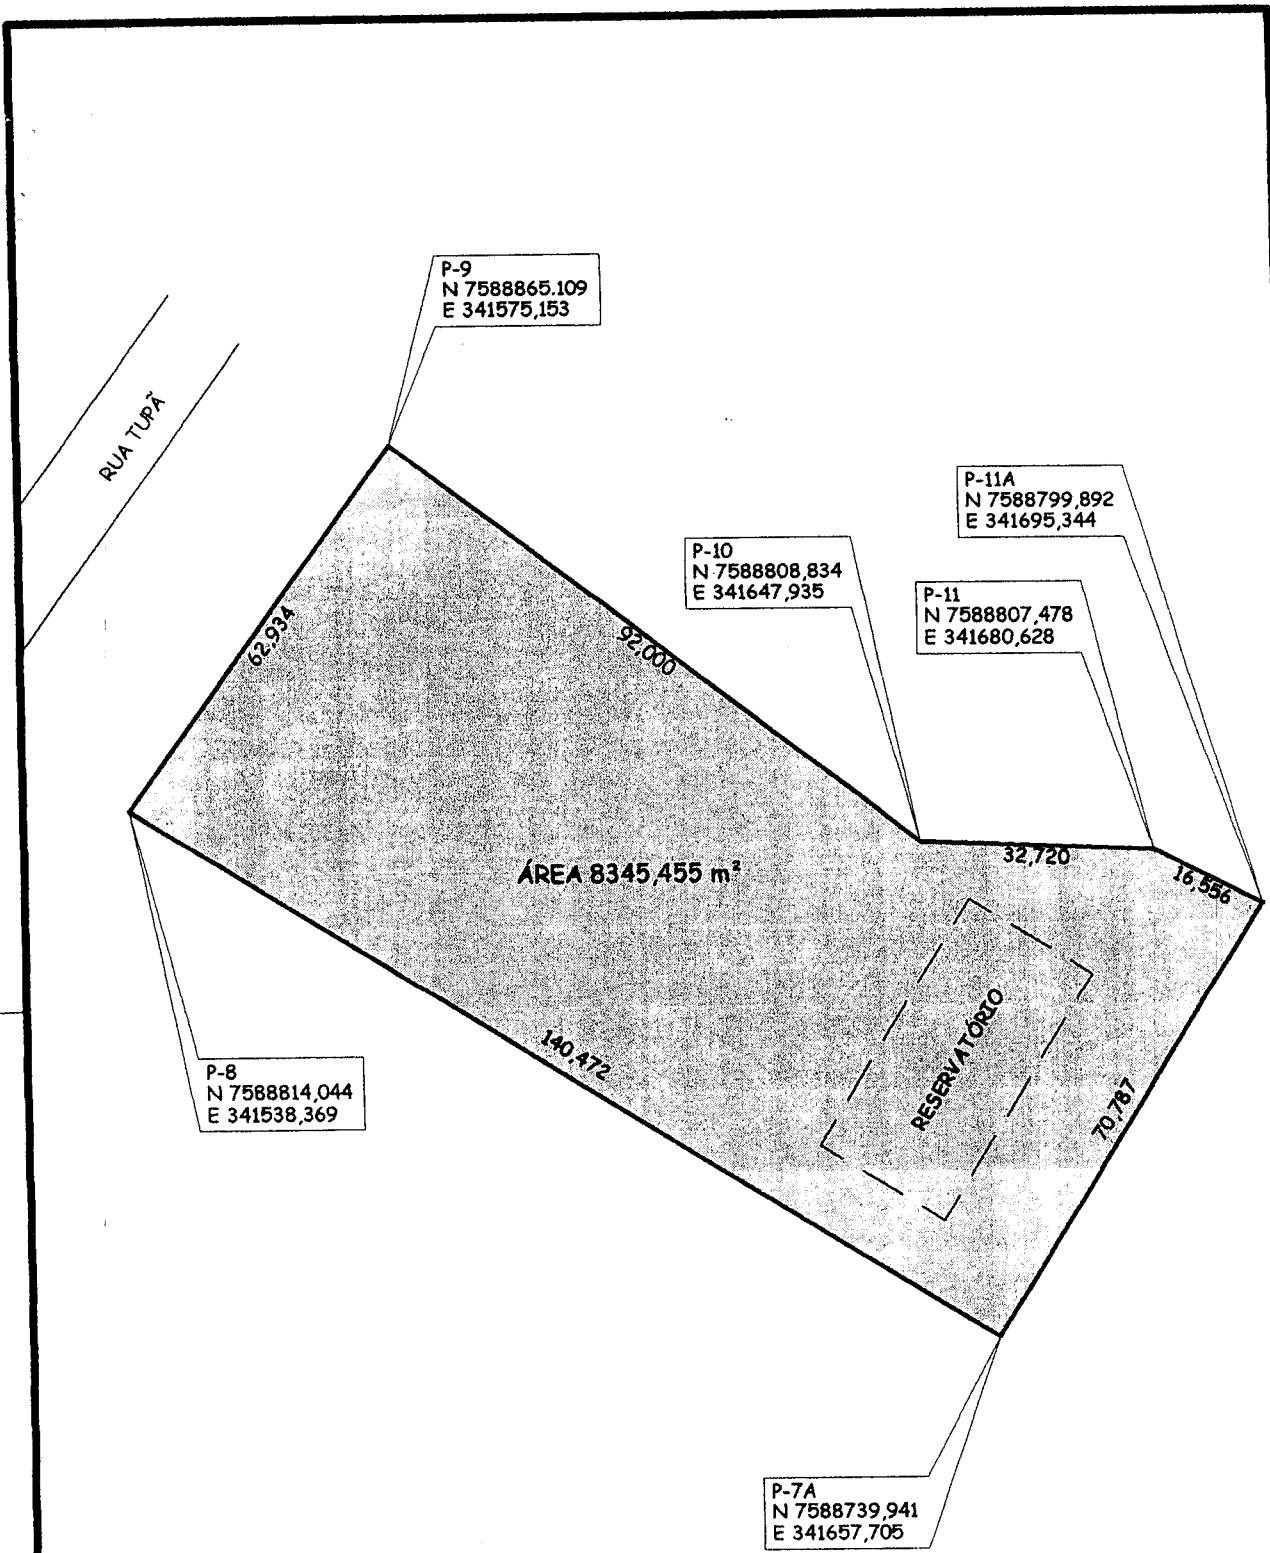 P-9
N 7588865.109
E 341575,153
RUA TUPÃ
P-11A
N 7588799,892
E 341695,344
P-10
N 7588808,834
E 341647,935
P-11
N 7588807,478
E 341680,628
62,934
92,000
32,720
16,556
ÁREA 8345,455 m²
RESERVATÓRIO
140,472
70,787
P-8
N 7588814,044
E 341538,369
P-7A
N 7588739,941
E 341657,705